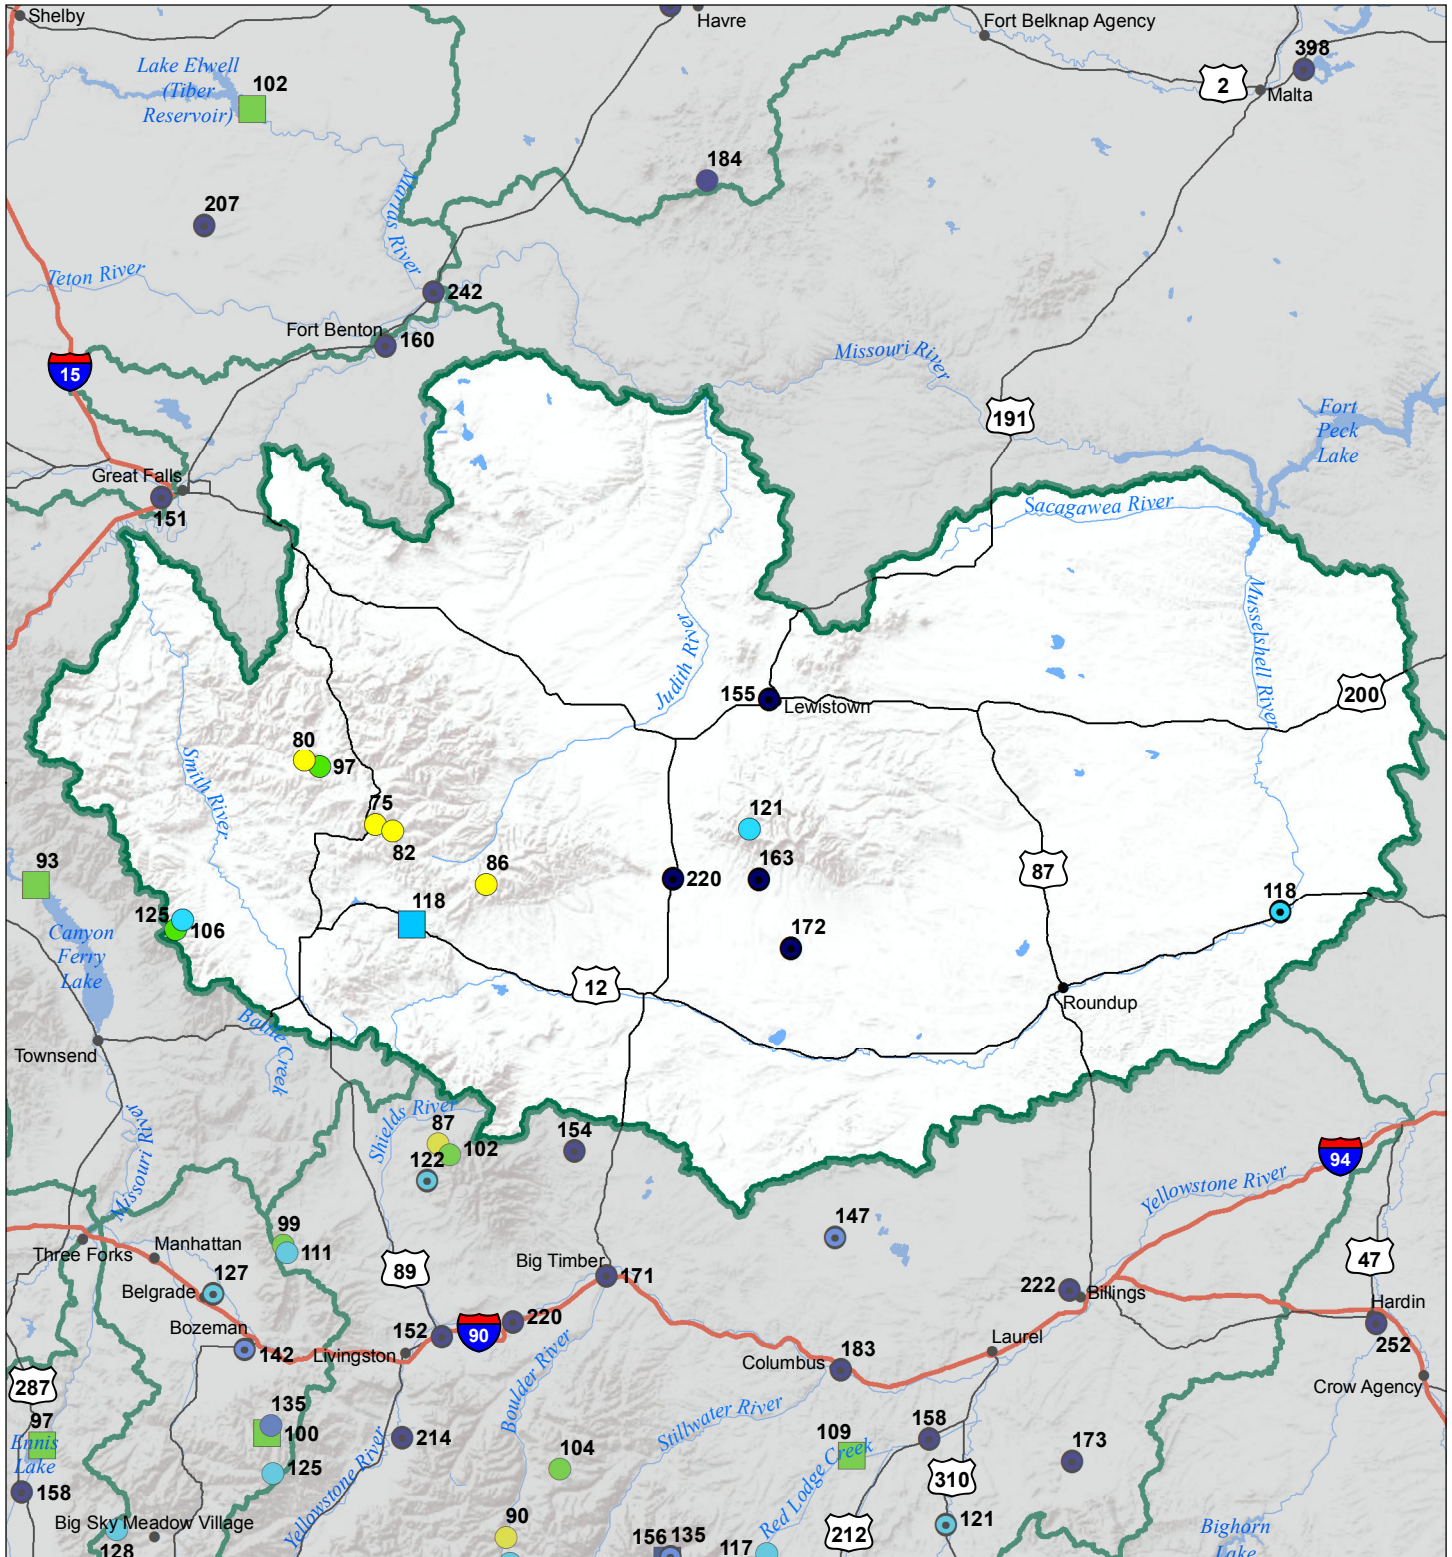 Shelby
Havre
Fort Belknap Agency
398
2
Malta
Lake Elwell
(Tiber
Reservoir)
102
184
Marias River
207
Teton River
242
Fort Benton
160
15
Missouri River
191
Fort
Peck
Lake
Great Falls
151
Sacagawea River
Musselshell River
Judith River
155
Lewistown
200
80
97
Smith River
75
82
121
86
163
220
87
93
118
118
125
106
172
Canyon
Ferry
Lake
12
Roundup
Battle Creek
Townsend
Missouri River
Shields River
87
102
154
122
94
Yellowstone River
147
99
111
Three Forks
Manhattan
89
Big Timber
171
47
127
Belgrade
222
Billings
Hardin
Bozeman
142
152
90
220
252
Livingston
Laurel
Columbus
183
Crow Agency
287
Boulder River
135
100
97
Ennis
Lake
214
Stillwater River
109
158
173
125
104
Red Lodge Creek
310
158
Yellowstone River
Big Sky
Meadow Village
90
128
156
135
117
212
121
Bighorn
Lake